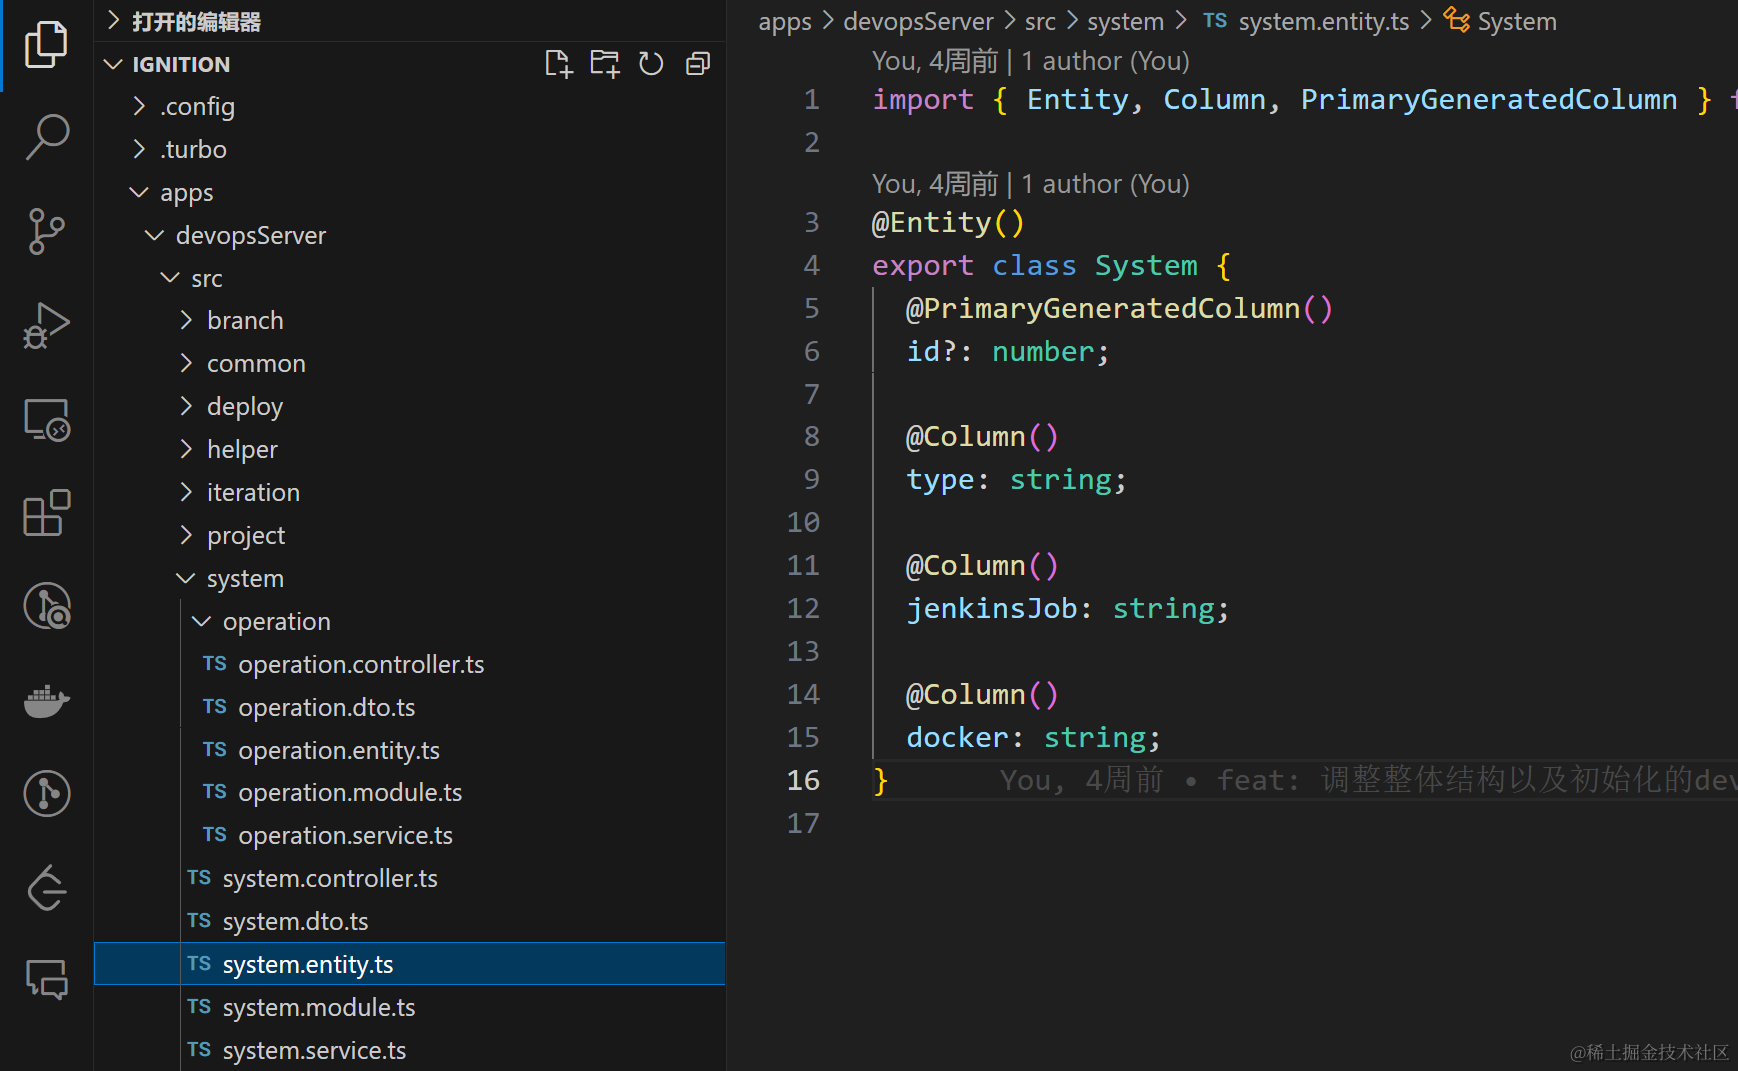 打开的编辑器
IGNITION
.config
.turbo
apps
devopsServer
src
branch
common
deploy
helper
iteration
project
system
operation
TS operation.controller.ts
TS operation.dto.ts
TS operation.entity.ts
TS operation.module.ts
TS operation.service.ts
TS system.controller.ts
TS system.dto.ts
TS system.entity.ts
TS system.module.ts
TS system.service.ts
apps > devopsServer > src > system > TS system.entity.ts > System
You, 4周前 | 1 author (You)
1 import { Entity, Column, PrimaryGeneratedColumn } f
2
You, 4周前 | 1 author (You)
3 @Entity()
4 export class System {
5 @PrimaryGeneratedColumn()
6 id?: number;
7
8 @Column()
9 type: string;
10
11 @Column()
12 jenkinsJob: string;
13
14 @Column()
15 docker: string;
16 } You, 4周前 • feat: 调整整体结构以及初始化的dev
17
@稀土掘金技术社区